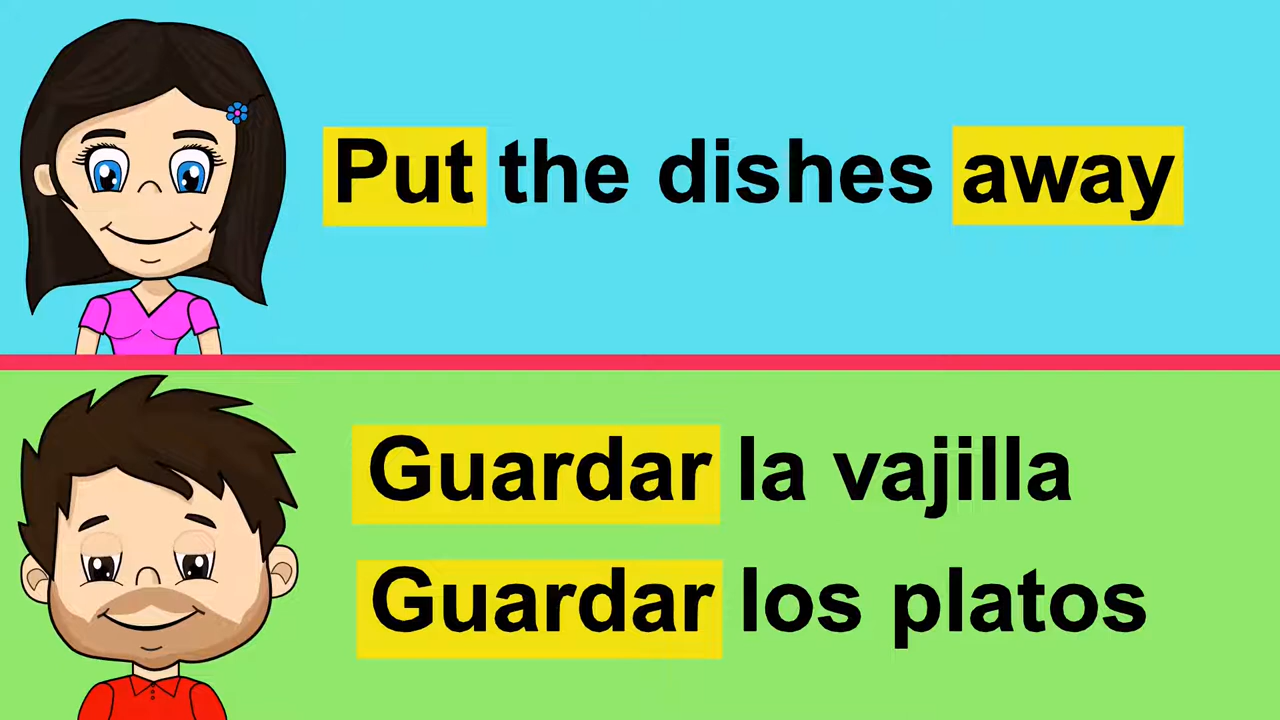 Put the dishes away
Guardar la vajilla
Guardar los platos